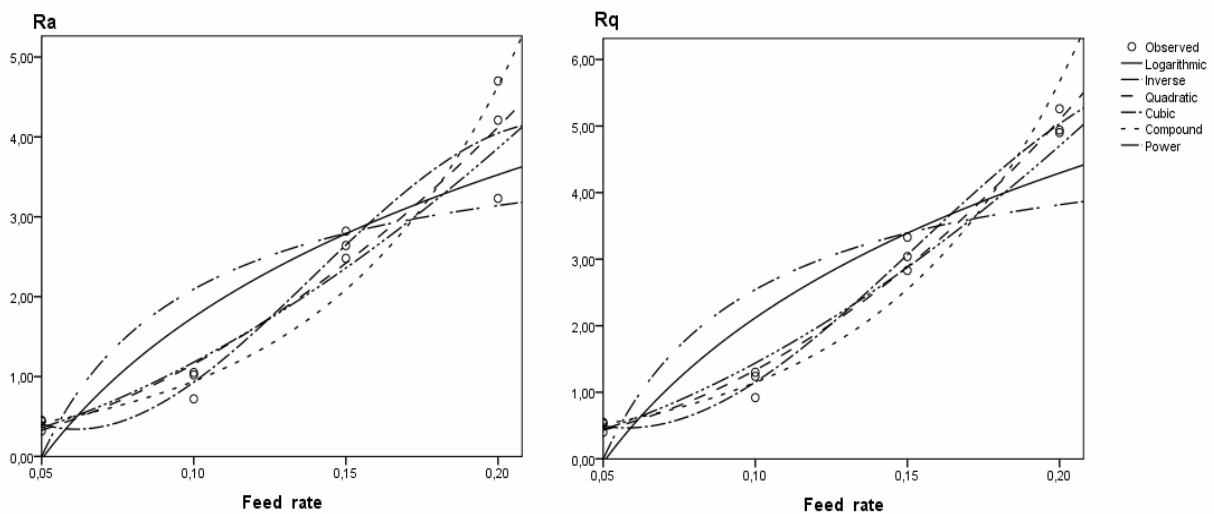 Ra
5,00
4,00
3,00
2,00
1,00
0,00
0,05
0,10
0,15
0,20
Feed rate
Rq
6,00
5,00
4,00
3,00
2,00
1,00
0,00
0,05
0,10
0,15
0,20
Feed rate
Observed
Logarithmic
Inverse
Quadratic
Cubic
Compound
Power